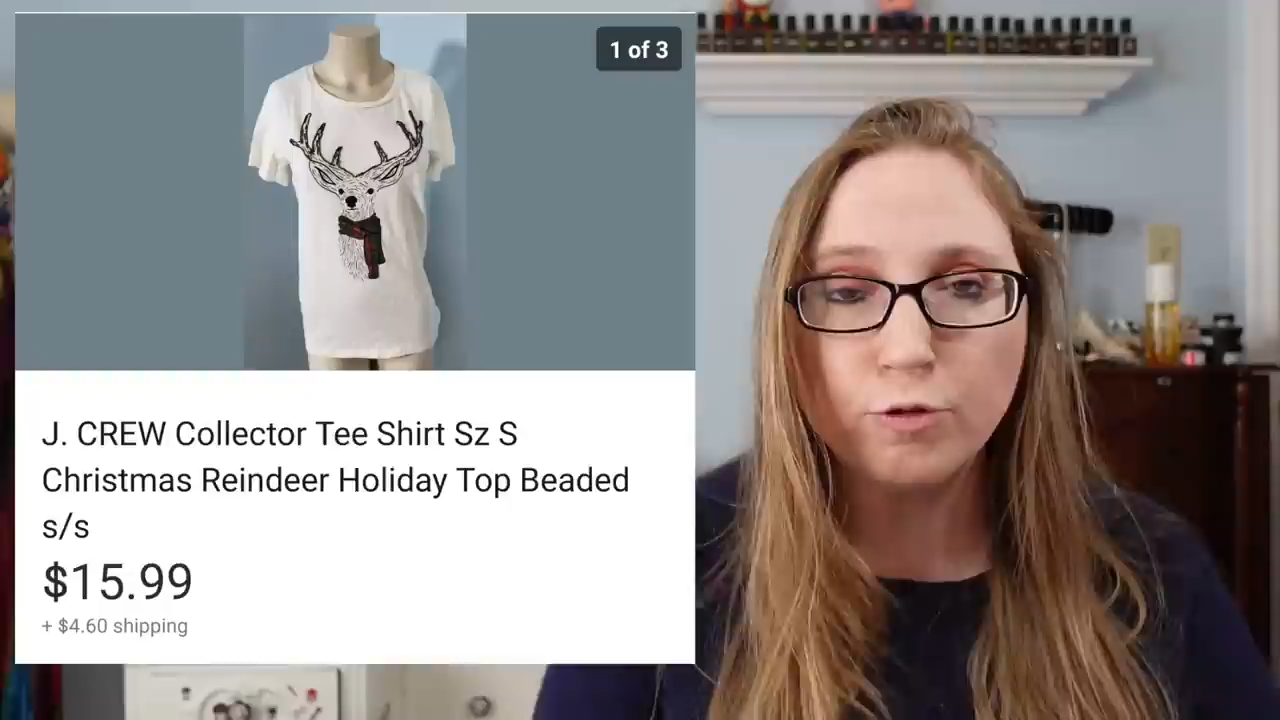 1 of 3
J. CREW Collector Tee Shirt Sz S
Christmas Reindeer Holiday Top Beaded
s/s
$15.99
+ $4.60 shipping